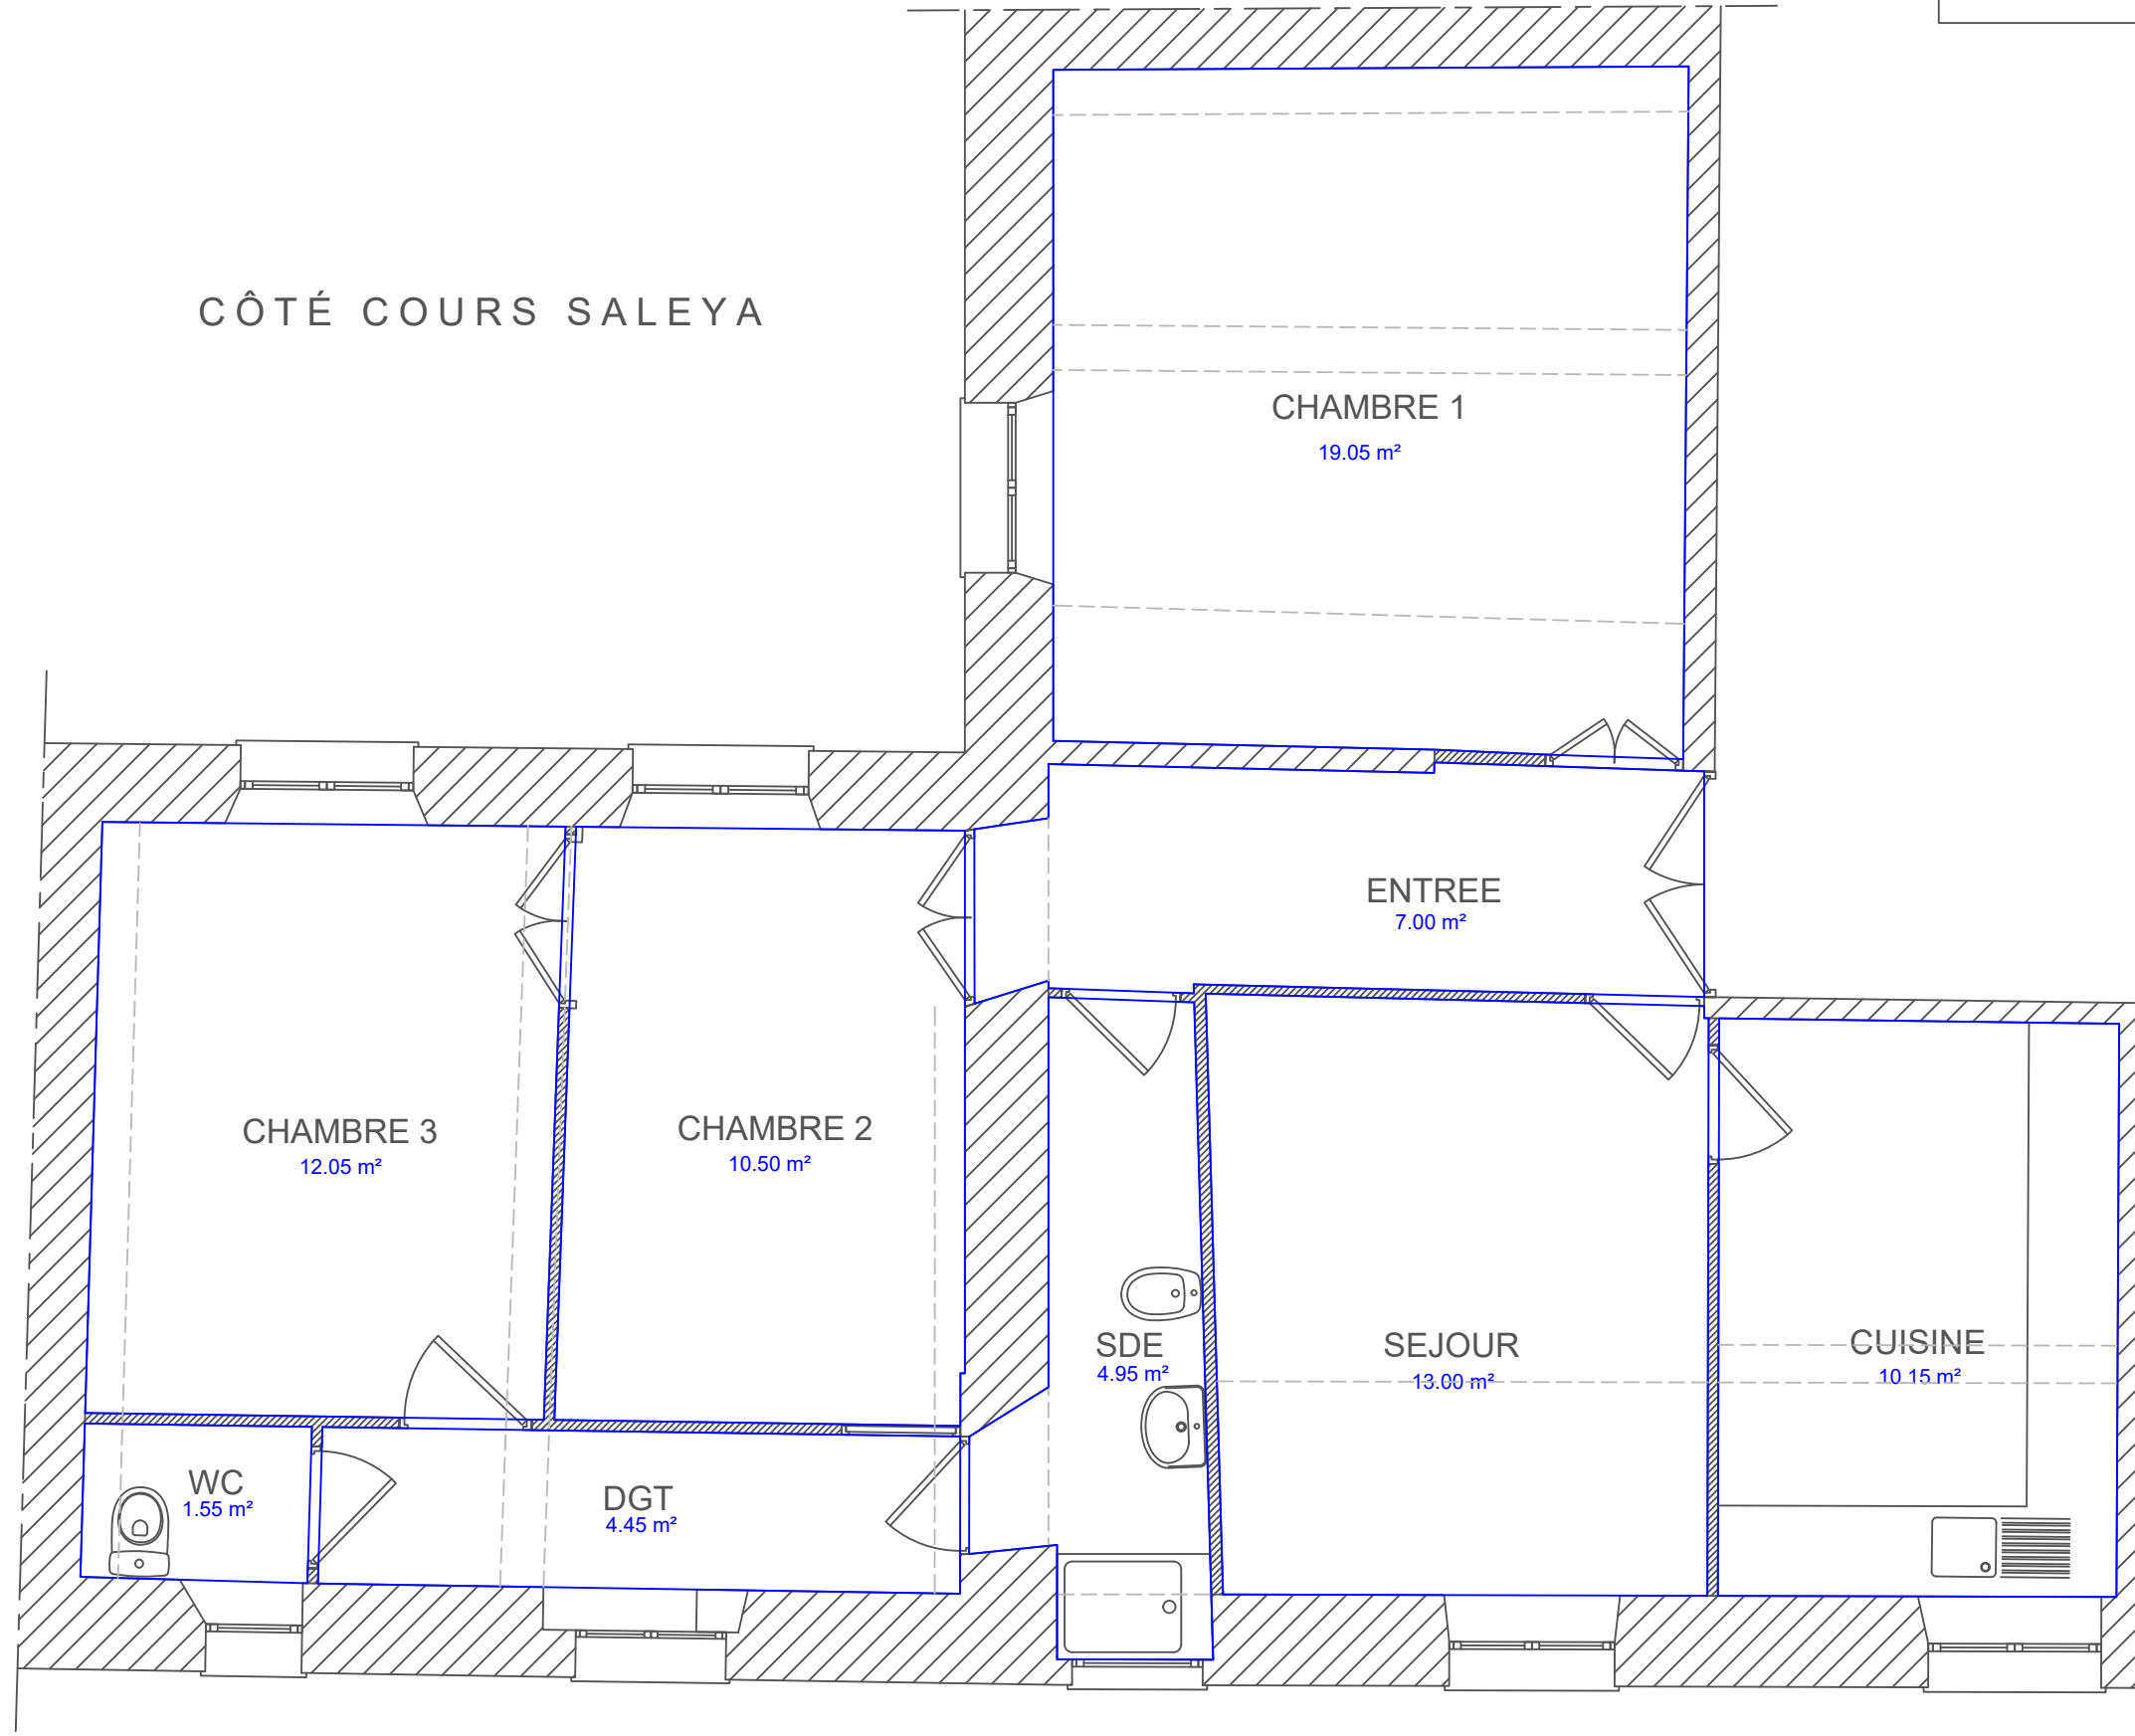 CÔTÉ COURS SALEYA
CHAMBRE 1
19.05 m²
ENTREE
7.00 m²
CHAMBRE 3
12.05 m²
CHAMBRE 2
10.50 m²
SDE
4.95 m²
SEJOUR
13.00 m²
CUISINE
10.15 m²
WC
1.55 m²
DGT
4.45 m²